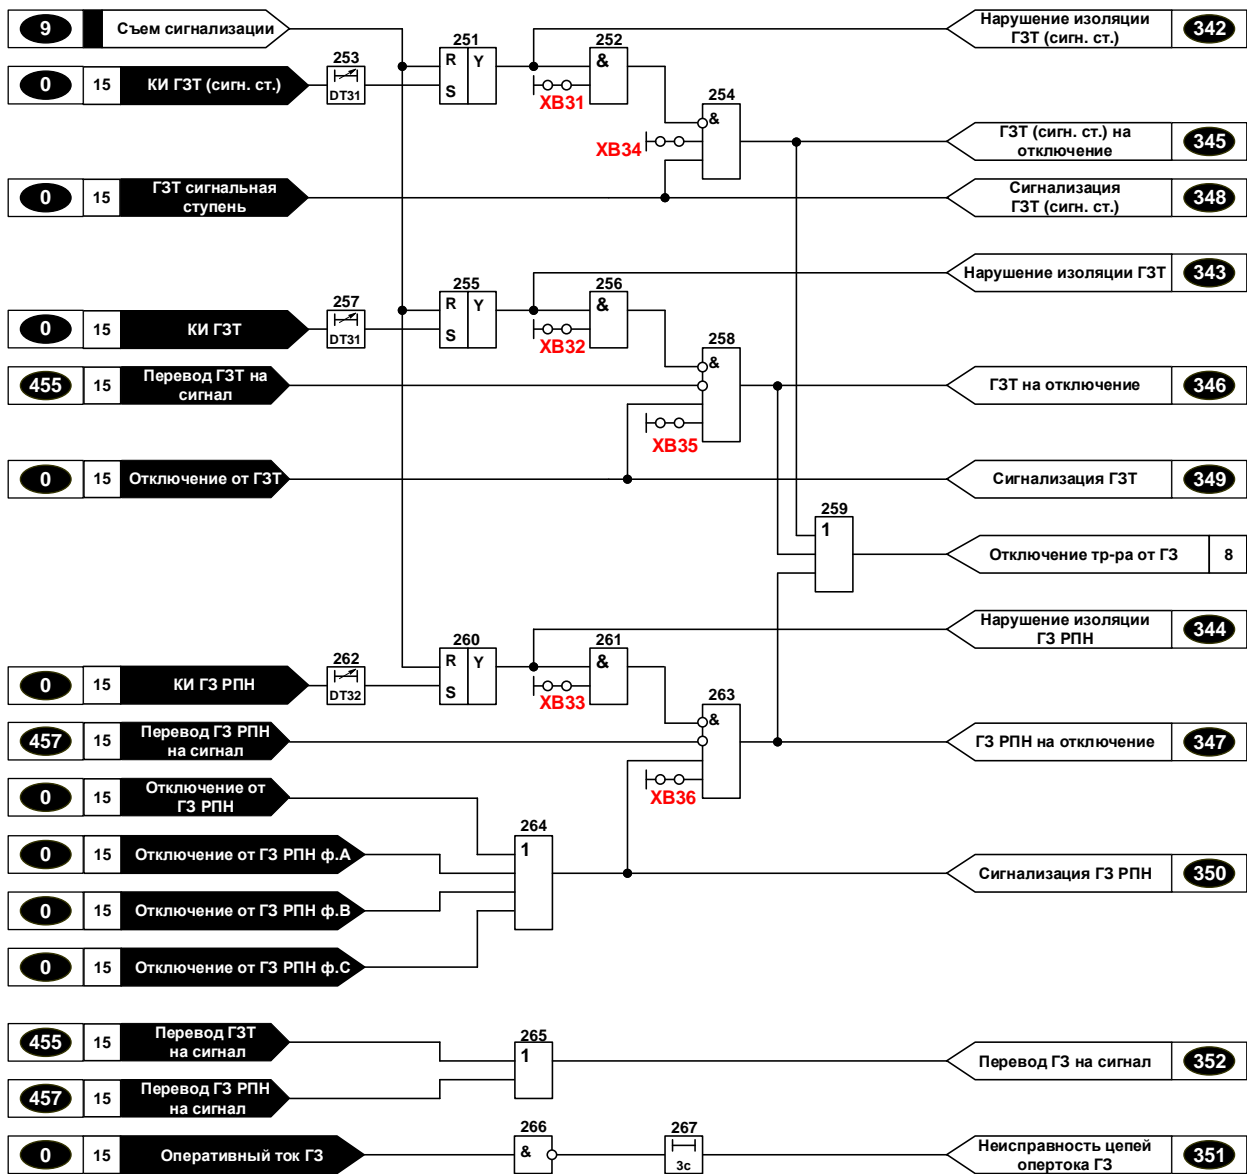 9 Съем сигнализации
251
252
Нарушение изоляции
ГЗТ (сигн. ст.)
342
253
R Y
S
&
0 15 КИ ГЗТ (сигн. ст.)
DT31
XB31
254
&
XB34
ГЗТ (сигн. ст.) на
отключение
345
0 15 ГЗТ сигнальная
ступень
Сигнализация
ГЗТ (сигн. ст.)
348
255
256
Нарушение изоляции ГЗТ 343
257
R Y
S
&
0 15 КИ ГЗТ
DT31
XB32
258
&
455 15 Перевод ГЗТ на
сигнал
ГЗТ на отключение 346
XB35
0 15 Отключение от ГЗТ
Сигнализация ГЗТ 349
259
1
Отключение тр-ра от ГЗ 8
260
261
Нарушение изоляции
ГЗ РПН
344
262
R Y
S
&
0 15 КИ ГЗ РПН
DT32
XB33
263
&
457 15 Перевод ГЗ РПН
на сигнал
ГЗ РПН на отключение 347
XB36
0 15 Отключение от
ГЗ РПН
264
1
0 15 Отключение от ГЗ РПН ф.А
Сигнализация ГЗ РПН 350
0 15 Отключение от ГЗ РПН ф.В
0 15 Отключение от ГЗ РПН ф.С
455 15 Перевод ГЗТ
на сигнал
265
1
Перевод ГЗ на сигнал 352
457 15 Перевод ГЗ РПН
на сигнал
266
267
0 15 Оперативный ток ГЗ
&
3с
Неисправность цепей
опертока ГЗ
351